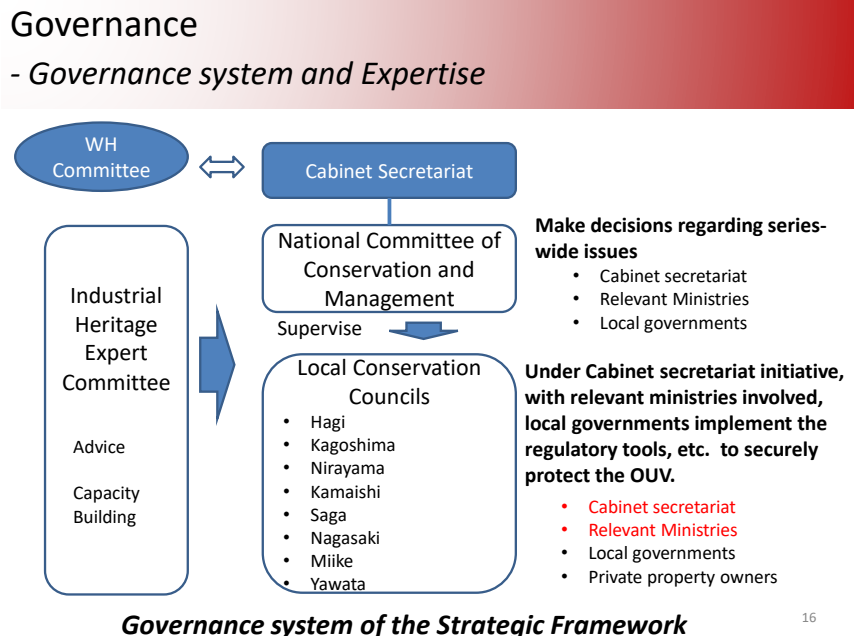 Governance
- Governance system and Expertise
WH
Committee
Cabinet Secretariat
National Committee of
Conservation and
Management
Make decisions regarding series-
wide issues
• Cabinet secretariat
• Relevant Ministries
• Local governments
Industrial
Heritage
Expert
Committee
Advice
Capacity
Building
Supervise
Local Conservation
Councils
• Hagi
• Kagoshima
• Nirayama
• Kamaishi
• Saga
• Nagasaki
• Miike
• Yawata
Under Cabinet secretariat initiative,
with relevant ministries involved,
local governments implement the
regulatory tools, etc. to securely
protect the OUV.
• Cabinet secretariat
• Relevant Ministries
• Local governments
• Private property owners
Governance system of the Strategic Framework
16